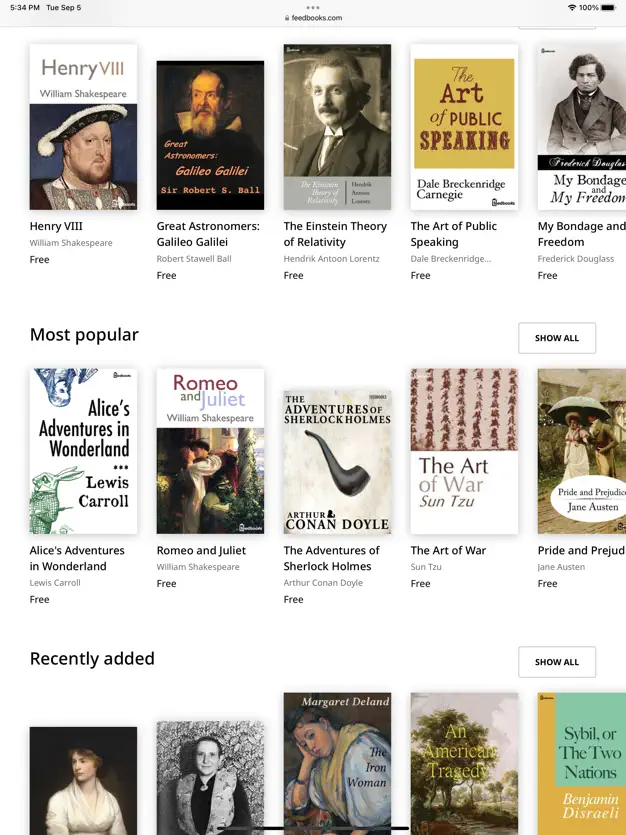 5:34 PM Tue Sep 5
100%
feedbooks.com
Henry VIII
William Shakespeare
feedbooks
Great
Astronomers:
Galileo Galilei
Sir Robert S. Ball
The Einstein
Theory of
Relativity
Hendrik
Antoon
Lorentz
The
Art
of PUBLIC
SPEAKING
Dale Breckenridge
Carnegie
feedbooks
Frederick Douglas
My Bondage
and
My Freedom
Henry VIII
William Shakespeare
Free
Great Astronomers:
Galileo Galilei
Robert Stawell Ball
Free
The Einstein Theory
of Relativity
Hendrik Antoon Lorentz
Free
The Art of Public
Speaking
Dale Breckenridge...
Free
My Bondage and
Freedom
Frederick Douglass
Free
Most popular
SHOW ALL
feedbooks
Alice's
Adventures in
Wonderland
***
Lewis
Carroll
Romeo
and Juliet
William Shakespeare
feedbooks
FEEDBOOKS
THE
ADVENTURES OF
SHERLOCK HOLMES
ARTHUR
CONAN DOYLE
The Art
of War
Sun Tzu
Pride and Prejudice
Jane Austen
feedbooks
Alice's Adventures
in Wonderland
Lewis Carroll
Free
Romeo and Juliet
William Shakespeare
Free
The Adventures of
Sherlock Holmes
Arthur Conan Doyle
Free
The Art of War
Sun Tzu
Free
Pride and Prejud
Jane Austen
Free
Recently added
SHOW ALL
Margaret Deland
The
Iron
Woman
An
American
Tragedy
Sybil, or
The Two
Nations
Benjamin
Disraeli